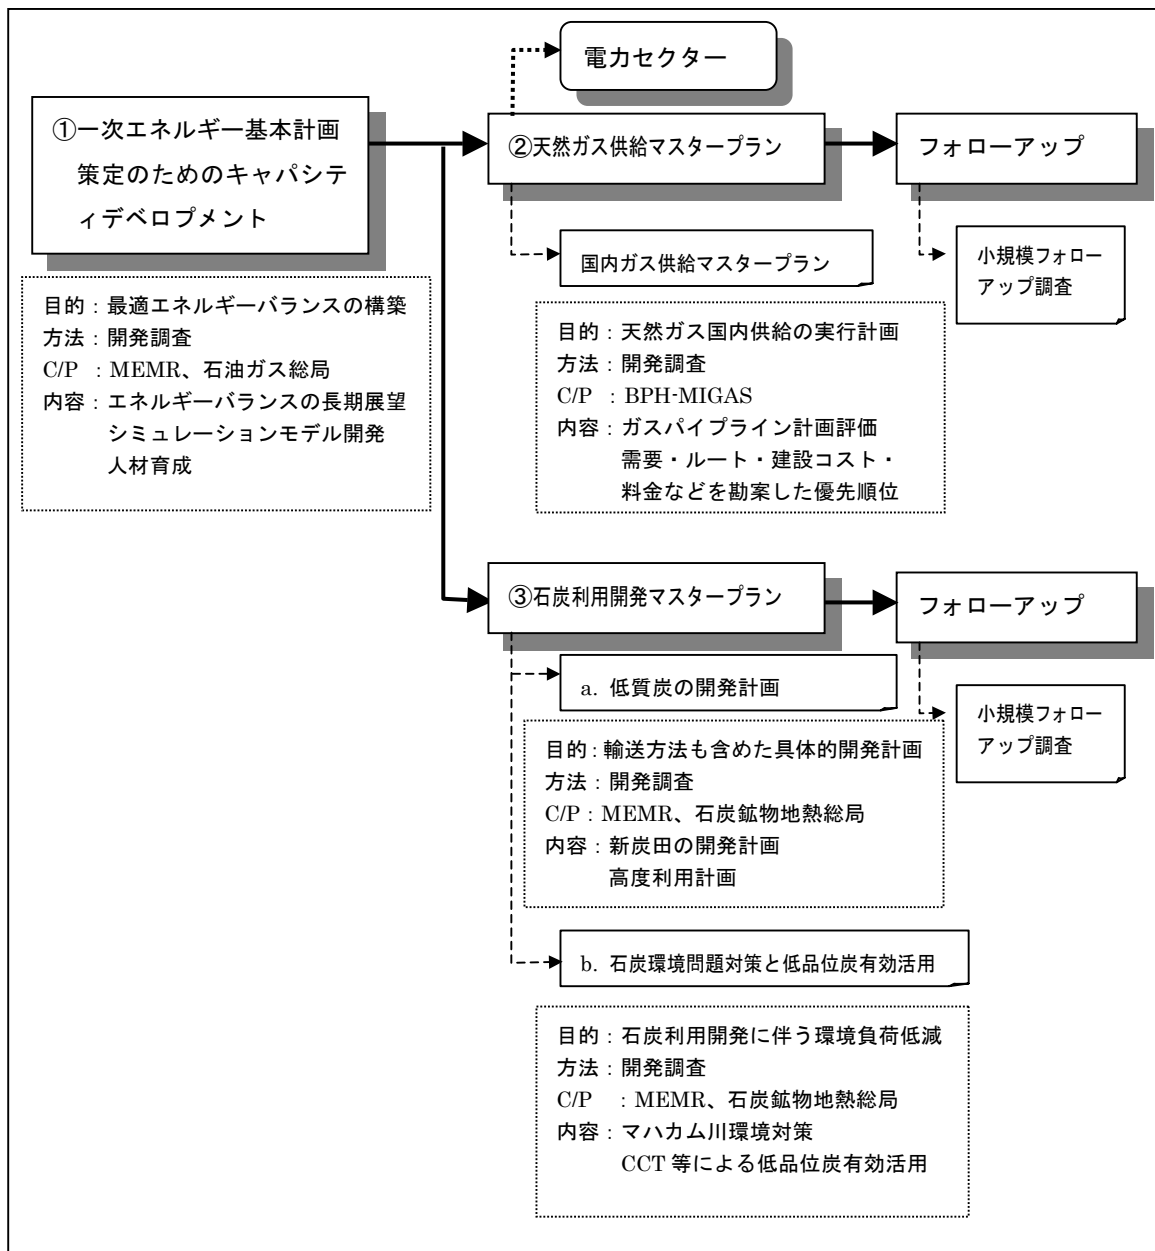 電力セクター
①一次エネルギー基本計画
策定のためのキャパシテ
ィデベロプメント
②天然ガス供給マスタープラン
フォローアップ
国内ガス供給マスタープラン
小規模フォロー
アップ調査
目的：最適エネルギーバランスの構築
方法：開発調査
C/P ：MEMR、石油ガス総局
内容：エネルギーバランスの長期展望
シミュレーションモデル開発
人材育成
目的：天然ガス国内供給の実行計画
方法：開発調査
C/P ：BPH-MIGAS
内容：ガスパイプライン計画評価
需要・ルート・建設コスト・
料金などを勘案した優先順位
③石炭利用開発マスタープラン
フォローアップ
a. 低質炭の開発計画
小規模フォロー
アップ調査
目的：輸送方法も含めた具体的開発計画
方法：開発調査
C/P：MEMR、石炭鉱物地熱総局
内容：新炭田の開発計画
高度利用計画
b. 石炭環境問題対策と低品位炭有効活用
目的：石炭利用開発に伴う環境負荷低減
方法：開発調査
C/P ：MEMR、石炭鉱物地熱総局
内容：マハカム川環境対策
CCT 等による低品位炭有効活用